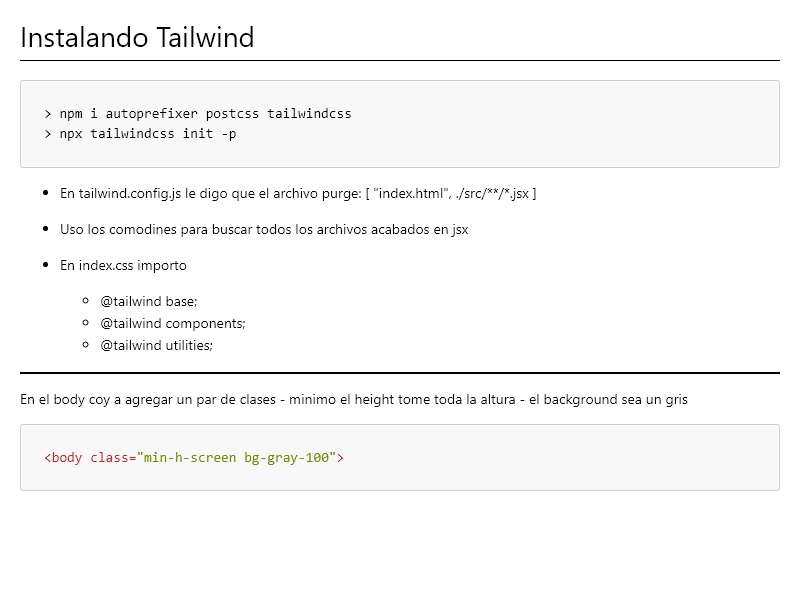 Instalando Tailwind
> npm i autoprefixer postcss tailwindcss
> npx tailwindcss init -p
• En tailwind.config.js le digo que el archivo purge: [ "index.html", ./src/**/*.jsx ]
• Uso los comodines para buscar todos los archivos acabados en jsx
• En index.css importo
◦ @tailwind base;
◦ @tailwind components;
◦ @tailwind utilities;
En el body coy a agregar un par de clases - minimo el height tome toda la altura - el background sea un gris
<body class="min-h-screen bg-gray-100">